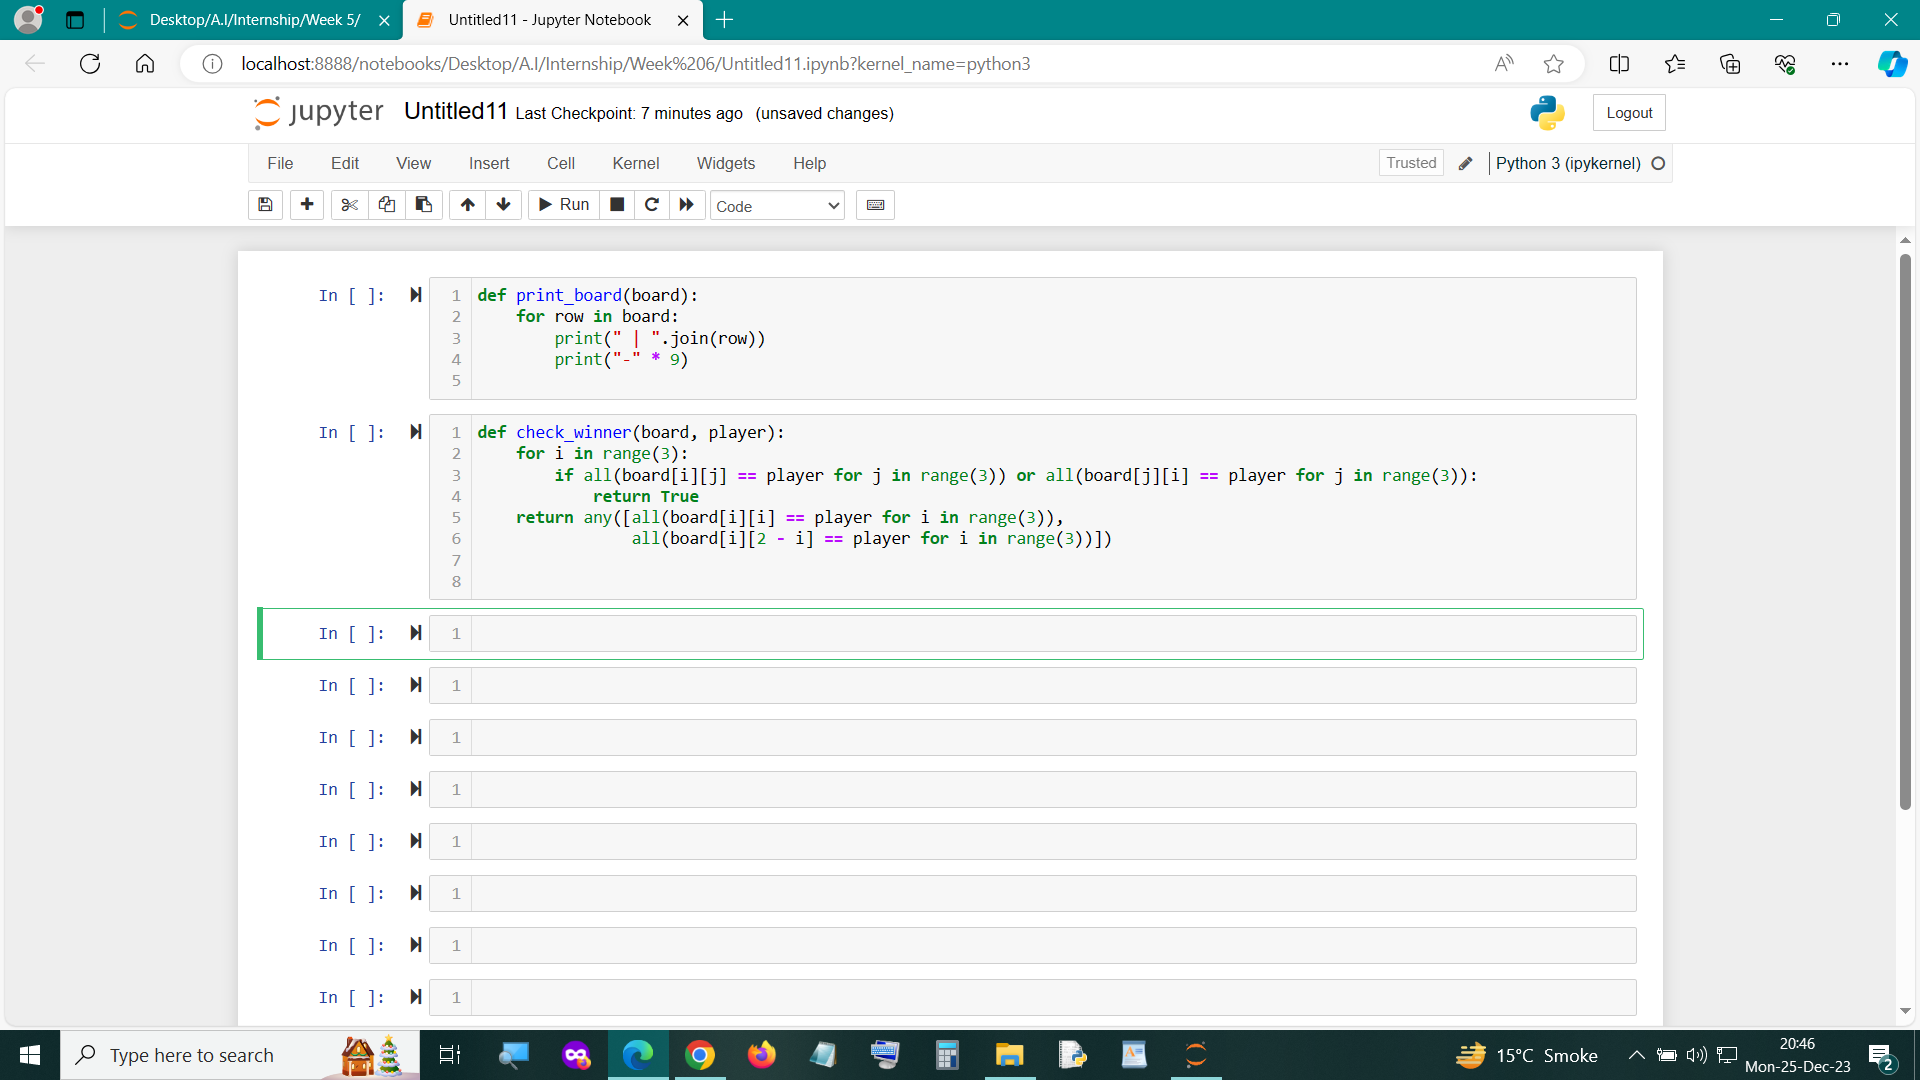 Desktop/A.I/Internship/Week 5/
Untitled11 - Jupyter Notebook
localhost:8888/notebooks/Desktop/A.I/Internship/Week%206/Untitled11.ipynb?kernel_name=python3
jupyter Untitled11 Last Checkpoint: 7 minutes ago (unsaved changes)
Logout
File Edit View Insert Cell Kernel Widgets Help
Trusted
Python 3 (ipykernel)
Run
Code
In [ ]:
1 def print_board(board):
2     for row in board:
3         print(" | ".join(row))
4         print("-" * 9)
5
In [ ]:
1 def check_winner(board, player):
2     for i in range(3):
3         if all(board[i][j] == player for j in range(3)) or all(board[j][i] == player for j in range(3)):
4             return True
5     return any([all(board[i][i] == player for i in range(3)),
6                 all(board[i][2 - i] == player for i in range(3))])
7
8
In [ ]: 1
In [ ]: 1
In [ ]: 1
In [ ]: 1
In [ ]: 1
In [ ]: 1
In [ ]: 1
In [ ]: 1
Type here to search
15°C Smoke
20:46
Mon-25-Dec-23
2